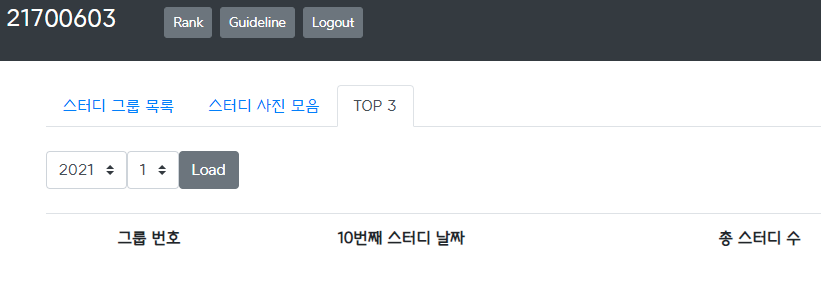 21700603 Rank Guideline Logout
스터디 그룹 목록 스터디 사진 모음 TOP 3
2021 1 Load
그룹 번호 10번째 스터디 날짜 총 스터디 수